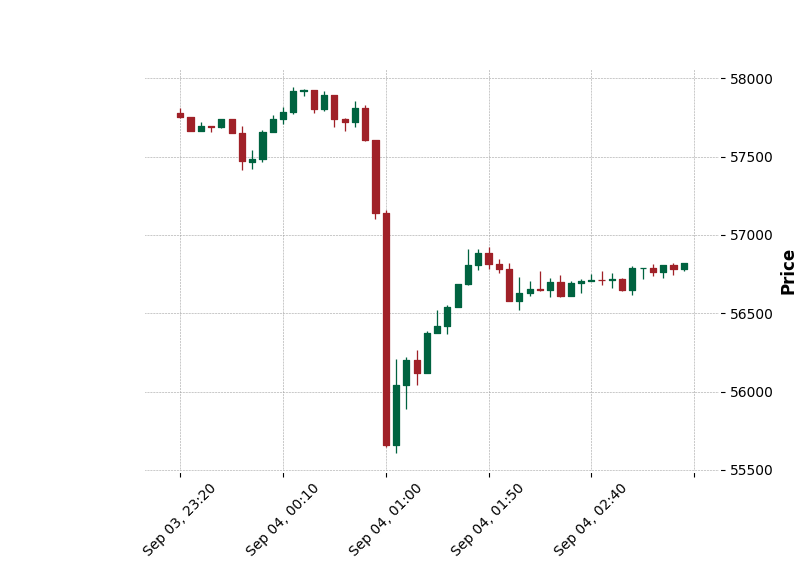 58000
57500
57000
56500
56000
55500
Price
Sep 03, 23:20
Sep 04, 00:10
Sep 04, 01:00
Sep 04, 01:50
Sep 04, 02:40